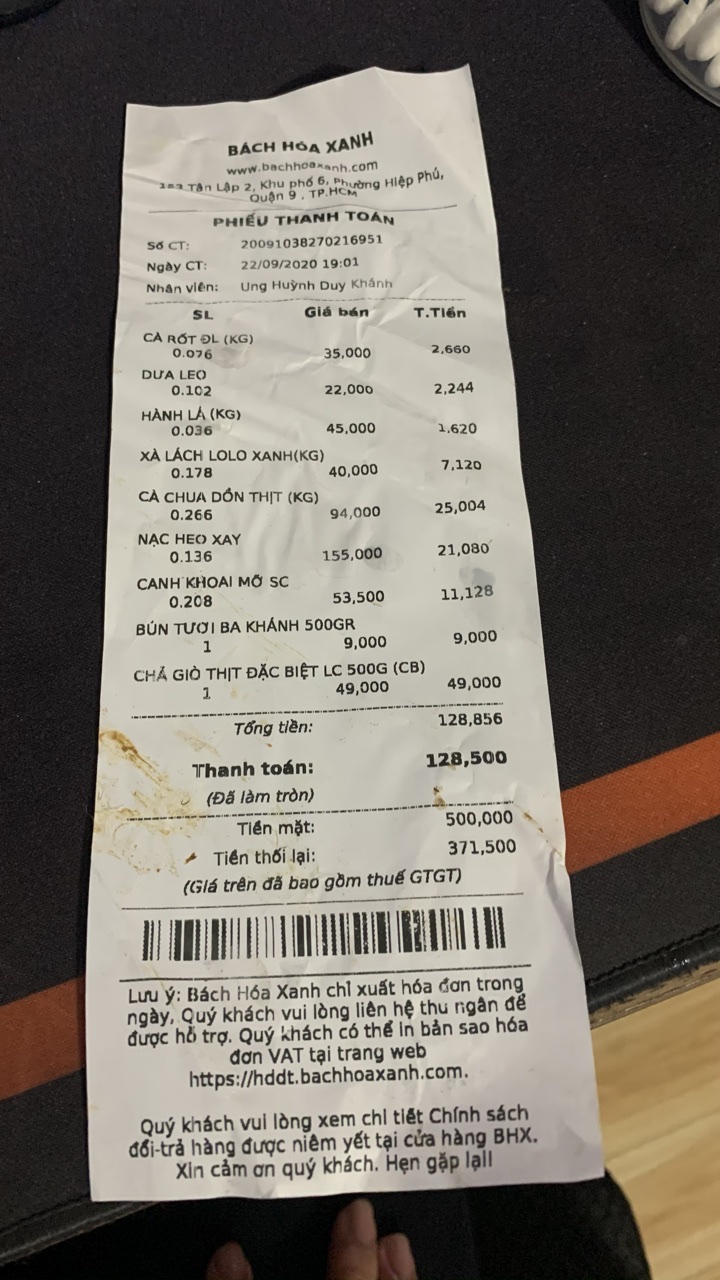 BÁCH HÓA XANH
www.bachhoaxanh.com
183 Tân Lập 2, Khu phố 6, Phường Hiệp Phú,
Quận 9 , TP.HCM
PHIẾU THANH TOÁN
Số CT: 20091038270216951
Ngày CT: 22/09/2020 19:01
Nhân viên: Ung Huỳnh Duy Khánh
SL Giá bán T.Tiền
CÀ RỐT ĐL (KG)
0.076 35,000 2,660
DƯA LEO
0.102 22,000 2,244
HÀNH LÁ (KG)
0.036 45,000 1,620
XÀ LÁCH LOLO XANH(KG)
0.178 40,000 7,120
CÀ CHUA DỒN THỊT (KG)
0.266 94,000 25,004
NẠC HEO XAY
0.136 155,000 21,080
CANH KHOAI MỠ SC
0.208 53,500 11,128
BÚN TƯƠI BA KHÁNH 500GR
1 9,000 9,000
CHẢ GIÒ THỊT ĐẶC BIỆT LC 500G (CB)
1 49,000 49,000
Tổng tiền: 128,856
Thanh toán: 128,500
(Đã làm tròn)
Tiền mặt: 500,000
Tiền thối lại: 371,500
(Giá trên đã bao gồm thuế GTGT)
Lưu ý: Bách Hóa Xanh chỉ xuất hóa đơn trong
ngày, Quý khách vui lòng liên hệ thu ngân để
được hỗ trợ. Quý khách có thể in bản sao hóa
đơn VAT tại trang web
https://hddt.bachhoaxanh.com.
Quý khách vui lòng xem chi tiết Chính sách
đổi-trả hàng được niêm yết tại cửa hàng BHX.
Xin cảm ơn quý khách. Hẹn gặp lại!